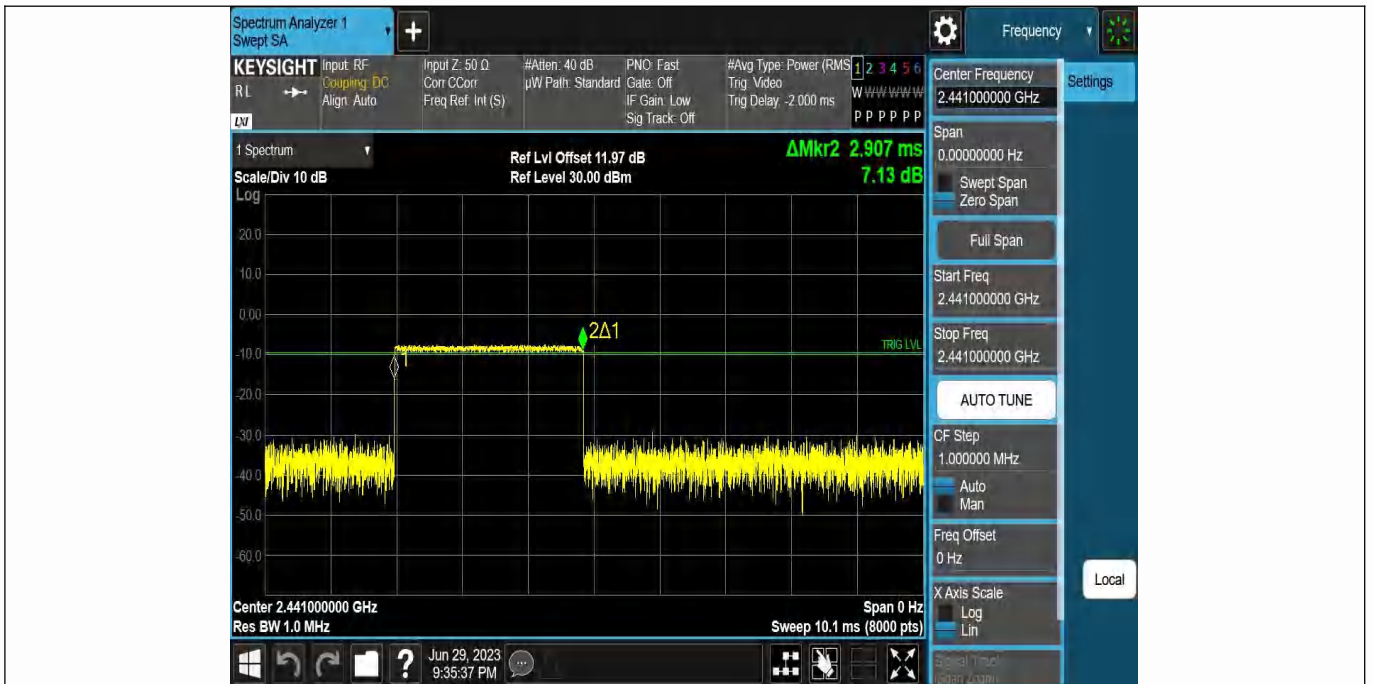 Spectrum Analyzer 1
Swept SA
+
Frequency
KEYSIGHT
RL
LXI
Input: RF
Coupling: DC
Align: Auto
Input Z: 50 Ω
Corr CCorr
Freq Ref: Int (S)
#Atten: 40 dB
µW Path: Standard
PNO: Fast
Gate: Off
IF Gain: Low
Sig Track: Off
#Avg Type: Power (RMS
Trig: Video
Trig Delay: -2.000 ms
1 2 3 4 5 6
W W W W W W
P P P P P P
Center Frequency
2.441000000 GHz
Settings
1 Spectrum
Scale/Div 10 dB
Ref Lvl Offset 11.97 dB
Ref Level 30.00 dBm
ΔMkr2 2.907 ms
7.13 dB
Log
20.0
10.0
0.00
-10.0
-20.0
-30.0
-40.0
-50.0
-60.0
2Δ1
TRIG LVL
Center 2.441000000 GHz
Res BW 1.0 MHz
Span 0 Hz
Sweep 10.1 ms (8000 pts)
Span
0.00000000 Hz
Swept Span
Zero Span
Full Span
Start Freq
2.441000000 GHz
Stop Freq
2.441000000 GHz
AUTO TUNE
CF Step
1.000000 MHz
Auto
Man
Freq Offset
0 Hz
X Axis Scale
Log
Lin
Signal Track
(Span Zoom)
Local
?
Jun 29, 2023
9:35:37 PM